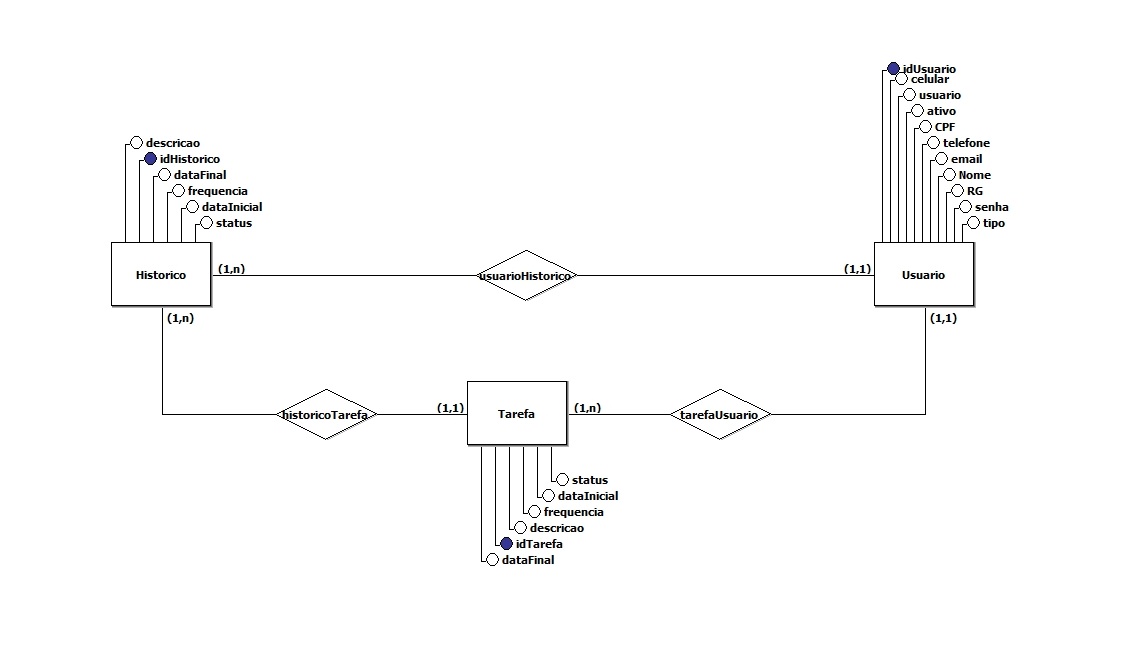 idUsuario
celular
usuario
ativo
CPF
telefone
email
Nome
RG
senha
tipo
descricao
idHistorico
dataFinal
frequencia
dataInicial
status
Historico
(1,n)
usuarioHistorico
(1,1)
Usuario
(1,n)
(1,1)
historicoTarefa
(1,1)
Tarefa
(1,n)
tarefaUsuario
status
dataInicial
frequencia
descricao
idTarefa
dataFinal